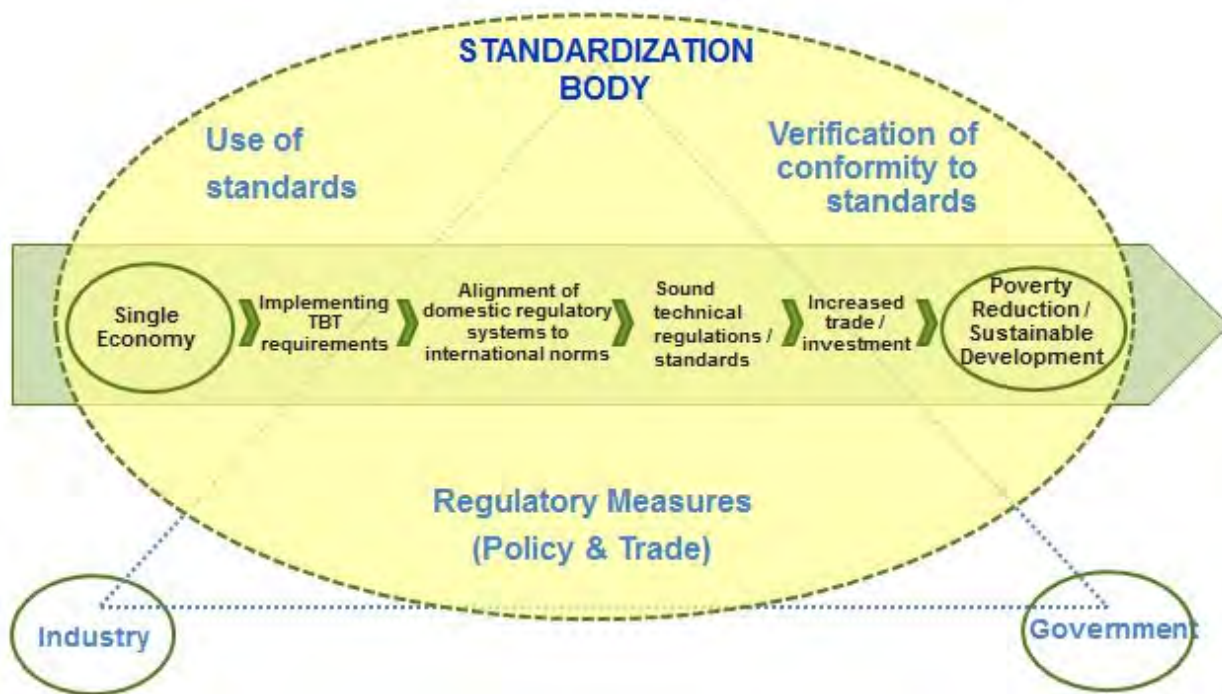 STANDARDIZATION
BODY
Use of
standards
Verification of
conformity to
standards
Single
Economy
Implementing
TBT
requirements
Alignment of
domestic regulatory
systems to
international norms
Sound
technical
regulations /
standards
Increased
trade /
investment
Poverty
Reduction /
Sustainable
Development
Regulatory Measures
(Policy & Trade)
Industry
Government